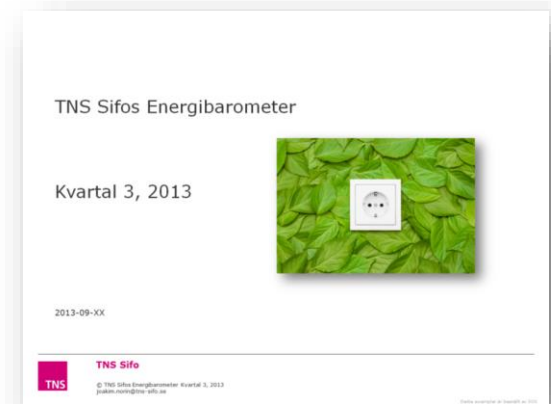 TNS Sifos Energibarometer
Kvartal 3, 2013
2013-09-XX
TNS
TNS Sifo
© TNS Sifos Energibarometer Kvartal 3, 2013
joakim.norin@tns-sifo.se